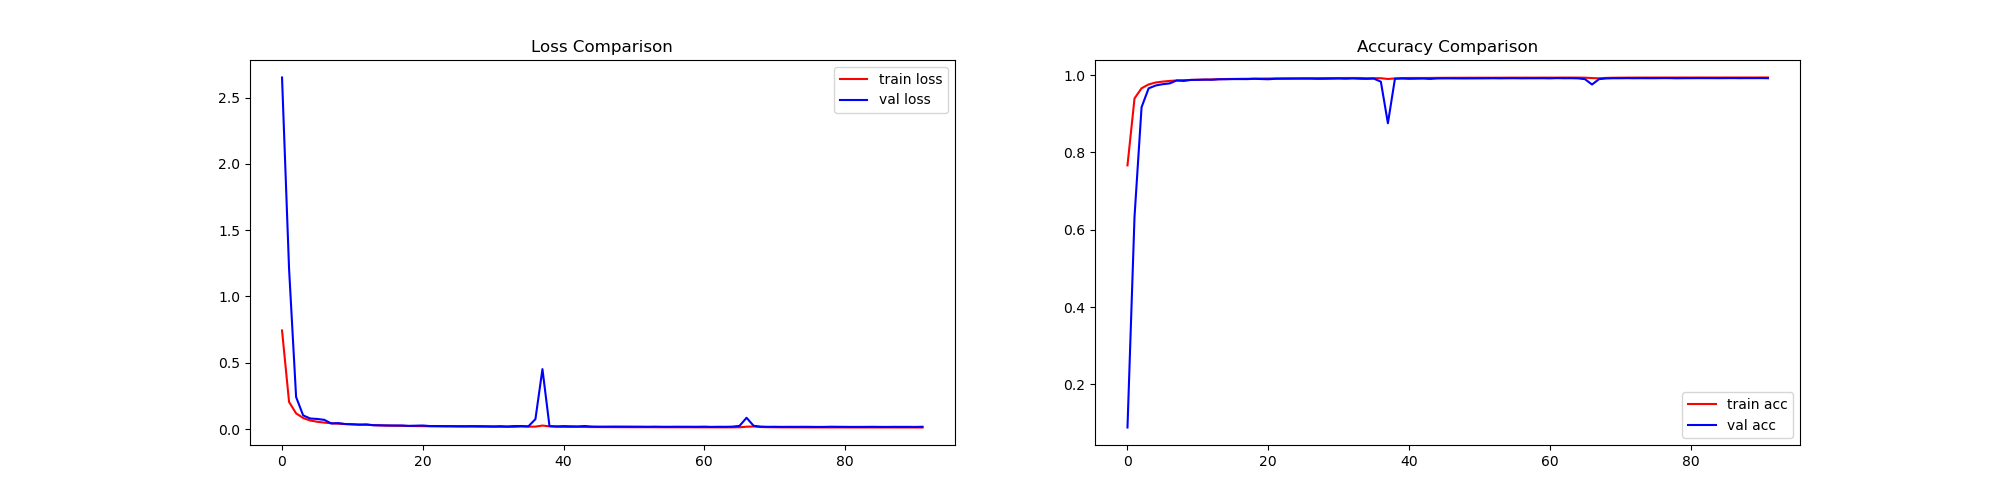 Loss Comparison
train loss
val loss
2.5
2.0
1.5
1.0
0.5
0.0
0 20 40 60 80
Accuracy Comparison
1.0
0.8
0.6
0.4
0.2
train acc
val acc
0 20 40 60 80